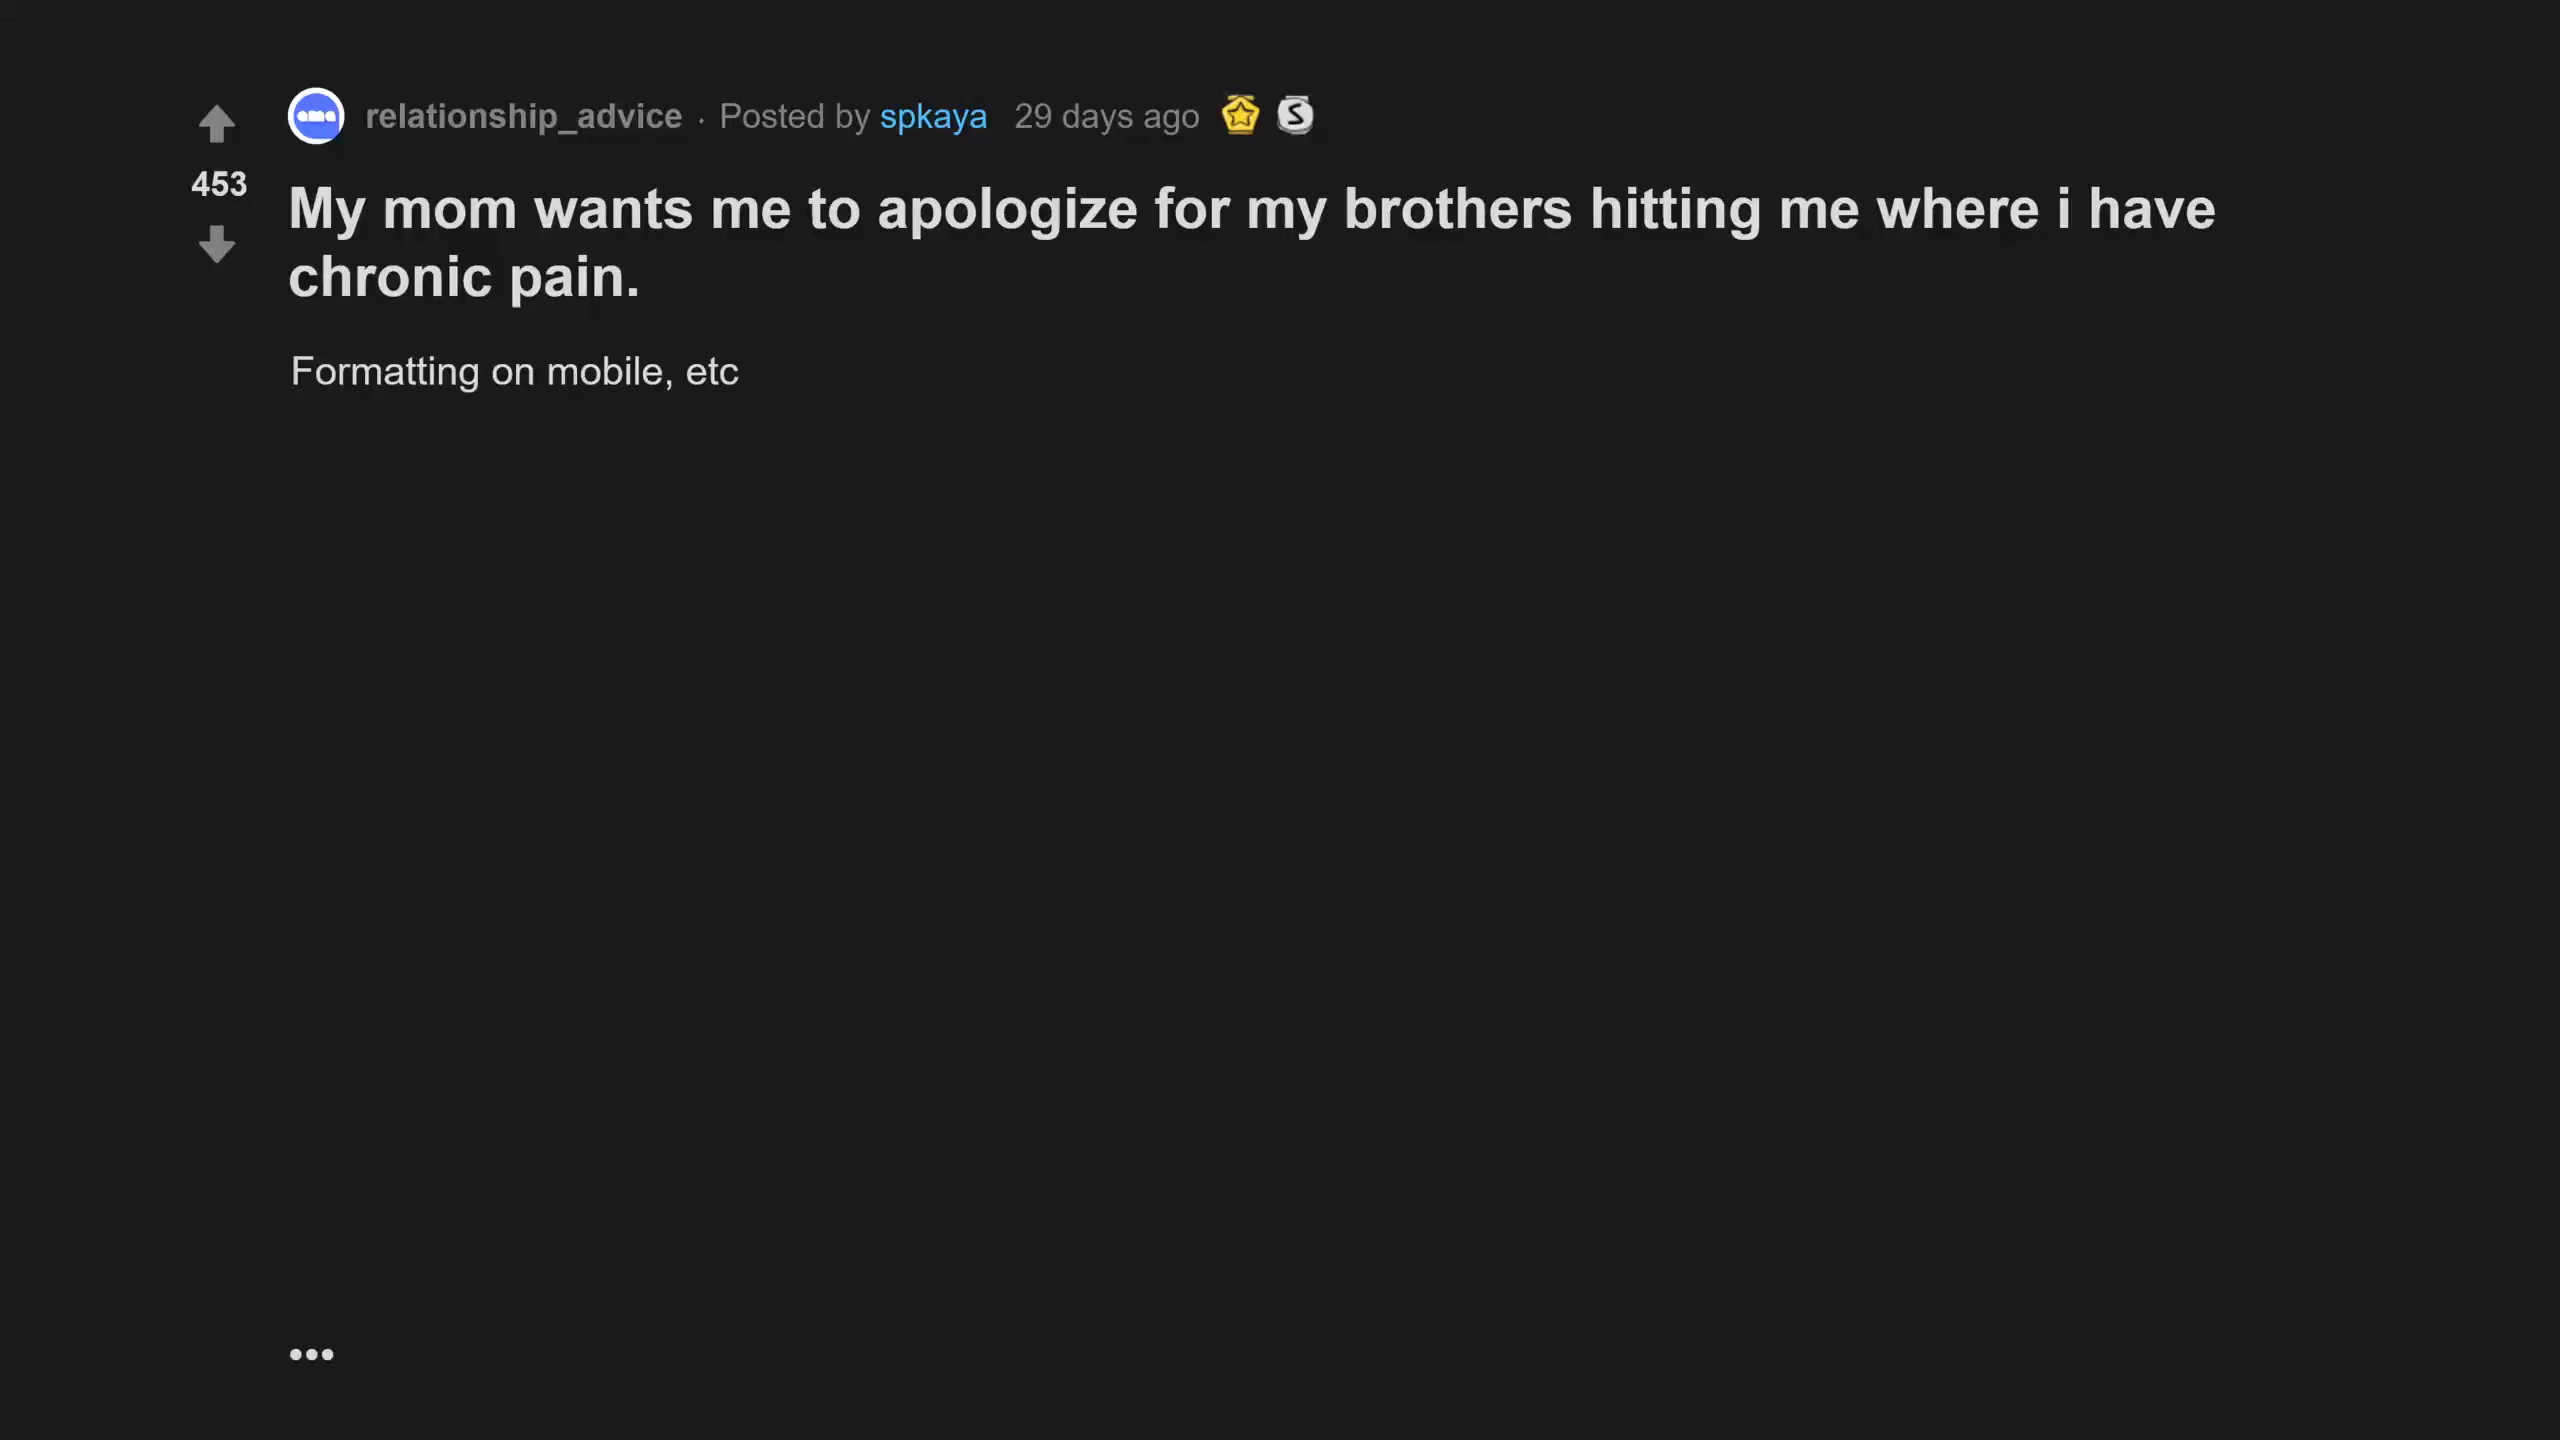 relationship_advice · Posted by spkaya 29 days ago
453
My mom wants me to apologize for my brothers hitting me where i have
chronic pain.
Formatting on mobile, etc
...